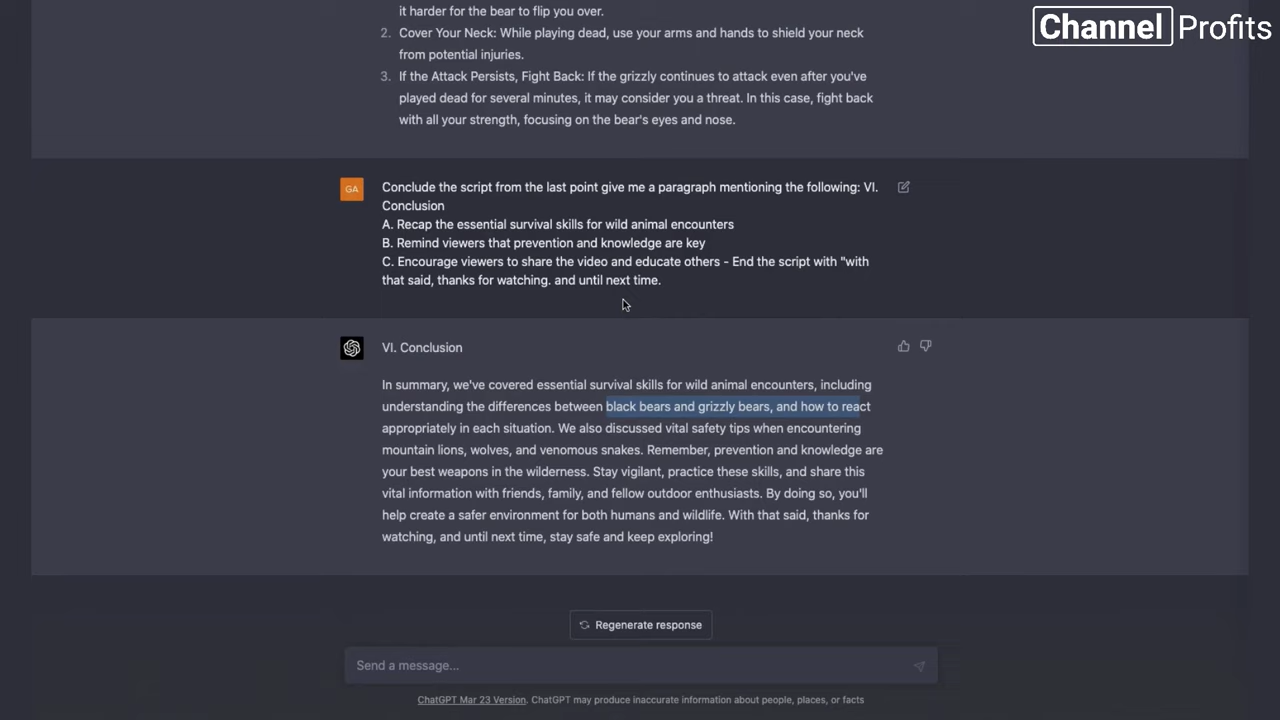 Channel Profits
it harder for the bear to flip you over.
2. Cover Your Neck: While playing dead, use your arms and hands to shield your neck
from potential injuries.
3. If the Attack Persists, Fight Back: If the grizzly continues to attack even after you've
played dead for several minutes, it may consider you a threat. In this case, fight back
with all your strength, focusing on the bear's eyes and nose.
GA
Conclude the script from the last point give me a paragraph mentioning the following: VI.
Conclusion
A. Recap the essential survival skills for wild animal encounters
B. Remind viewers that prevention and knowledge are key
C. Encourage viewers to share the video and educate others - End the script with "with
that said, thanks for watching. and until next time.
VI. Conclusion
In summary, we've covered essential survival skills for wild animal encounters, including
understanding the differences between black bears and grizzly bears, and how to react
appropriately in each situation. We also discussed vital safety tips when encountering
mountain lions, wolves, and venomous snakes. Remember, prevention and knowledge are
your best weapons in the wilderness. Stay vigilant, practice these skills, and share this
vital information with friends, family, and fellow outdoor enthusiasts. By doing so, you'll
help create a safer environment for both humans and wildlife. With that said, thanks for
watching, and until next time, stay safe and keep exploring!
Regenerate response
Send a message...
ChatGPT Mar 23 Version. ChatGPT may produce inaccurate information about people, places, or facts